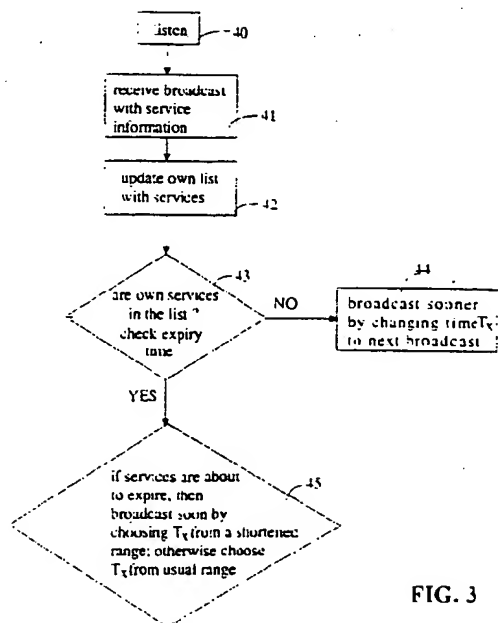 listen
40
receive broadcast
with service
information
41
update own list
with services
42
43
are own services
in the list ?
check expiry
time
NO
44
broadcast sooner
by changing time Tx
to next broadcast
YES
45
if services are about
to expire, then
broadcast soon by
choosing Tx from a shortened
range; otherwise choose
Tx from usual range
FIG. 3